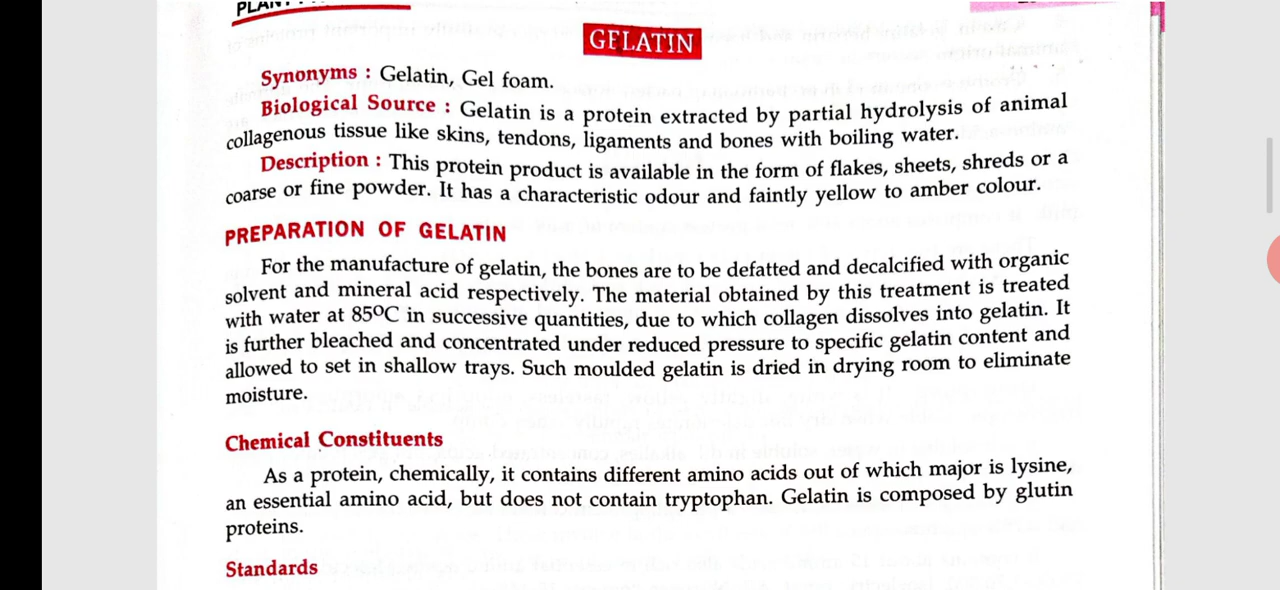 GELATIN
Synonyms : Gelatin, Gel foam.
Biological Source : Gelatin is a protein extracted by partial hydrolysis of animal
collagenous tissue like skins, tendons, ligaments and bones with boiling water.
Description : This protein product is available in the form of flakes, sheets, shreds or a
coarse or fine powder. It has a characteristic odour and faintly yellow to amber colour.
PREPARATION OF GELATIN
For the manufacture of gelatin, the bones are to be defatted and decalcified with organic
solvent and mineral acid respectively. The material obtained by this treatment is treated
with water at 85ºC in successive quantities, due to which collagen dissolves into gelatin. It
is further bleached and concentrated under reduced pressure to specific gelatin content and
allowed to set in shallow trays. Such moulded gelatin is dried in drying room to eliminate
moisture.
Chemical Constituents
As a protein, chemically, it contains different amino acids out of which major is lysine,
an essential amino acid, but does not contain tryptophan. Gelatin is composed by glutin
proteins.
Standards